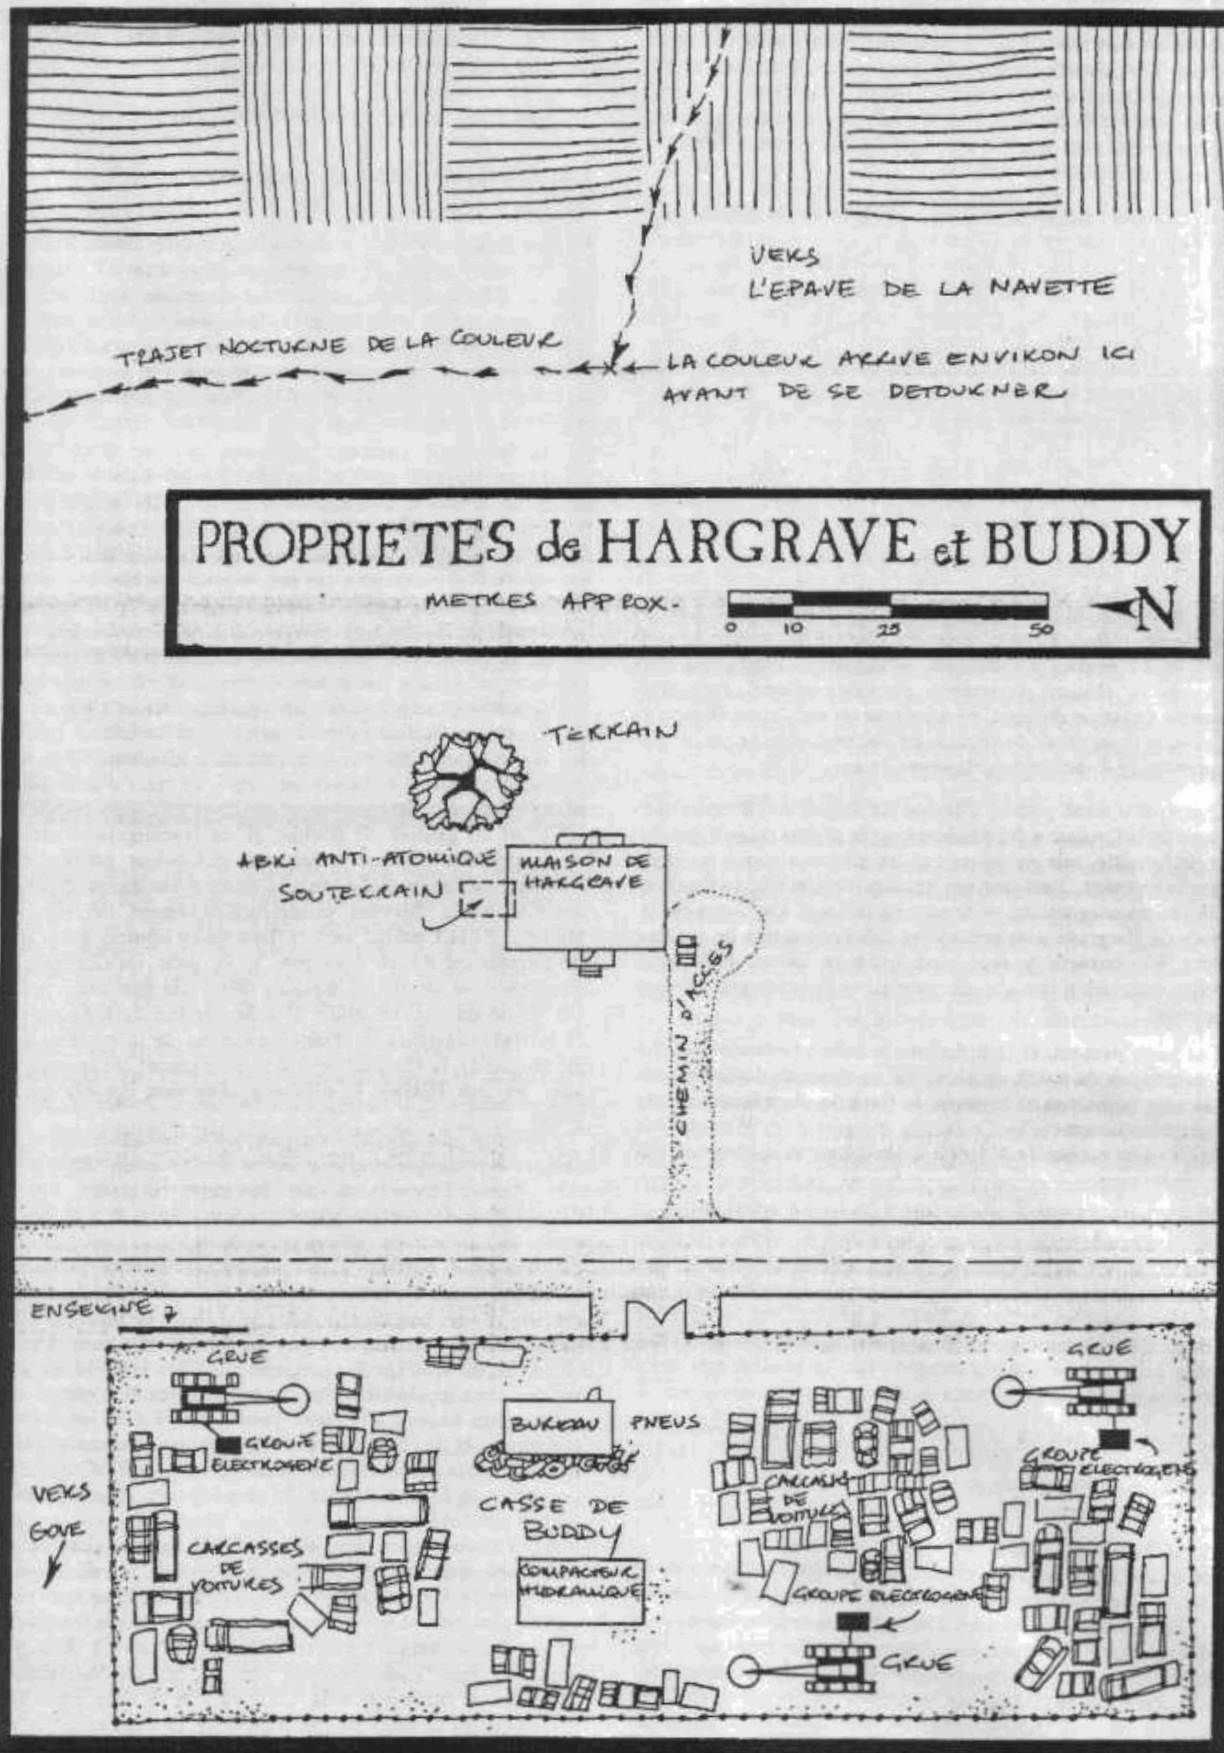 VERS
L'EPAVE DE LA NAVETTE
TRAJET NOCTURNE DE LA COULEUR
LA COULEUR ARRIVE ENVIRON ICI
AVANT DE SE DETOURNER
PROPRIETES de HARGRAVE et BUDDY
METRES APPROX.
0 10 25 50
N
TERRAIN
ABRI ANTI-ATOMIQUE
SOUTERRAIN
MAISON DE
HARGRAVE
CHEMIN D'ACCES
ENSEIGNE
GRUE
GROUPE
ELECTROGENE
BUREAU
PNEUS
GRUE
GROUPE
ELECTROGENE
VERS
GOVE
CASSE DE
BUDDY
CARCASSES
DE
VOITURES
CARCASSES
DE
VOITURES
COMPACTEUR
HYDRAULIQUE
GROUPE ELECTROGENE
GRUE